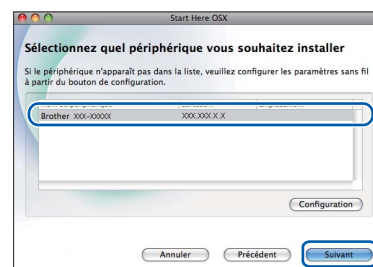 Start Here OSX
Sélectionnez quel périphérique vous souhaitez installer
Si le périphérique n'apparaît pas dans la liste, veuillez configurer les paramètres sans fil
à partir du bouton de configuration.
Brother XXX-XXXXX XXX.XXX.X.X
Configuration
Annuler Précédent Suivant